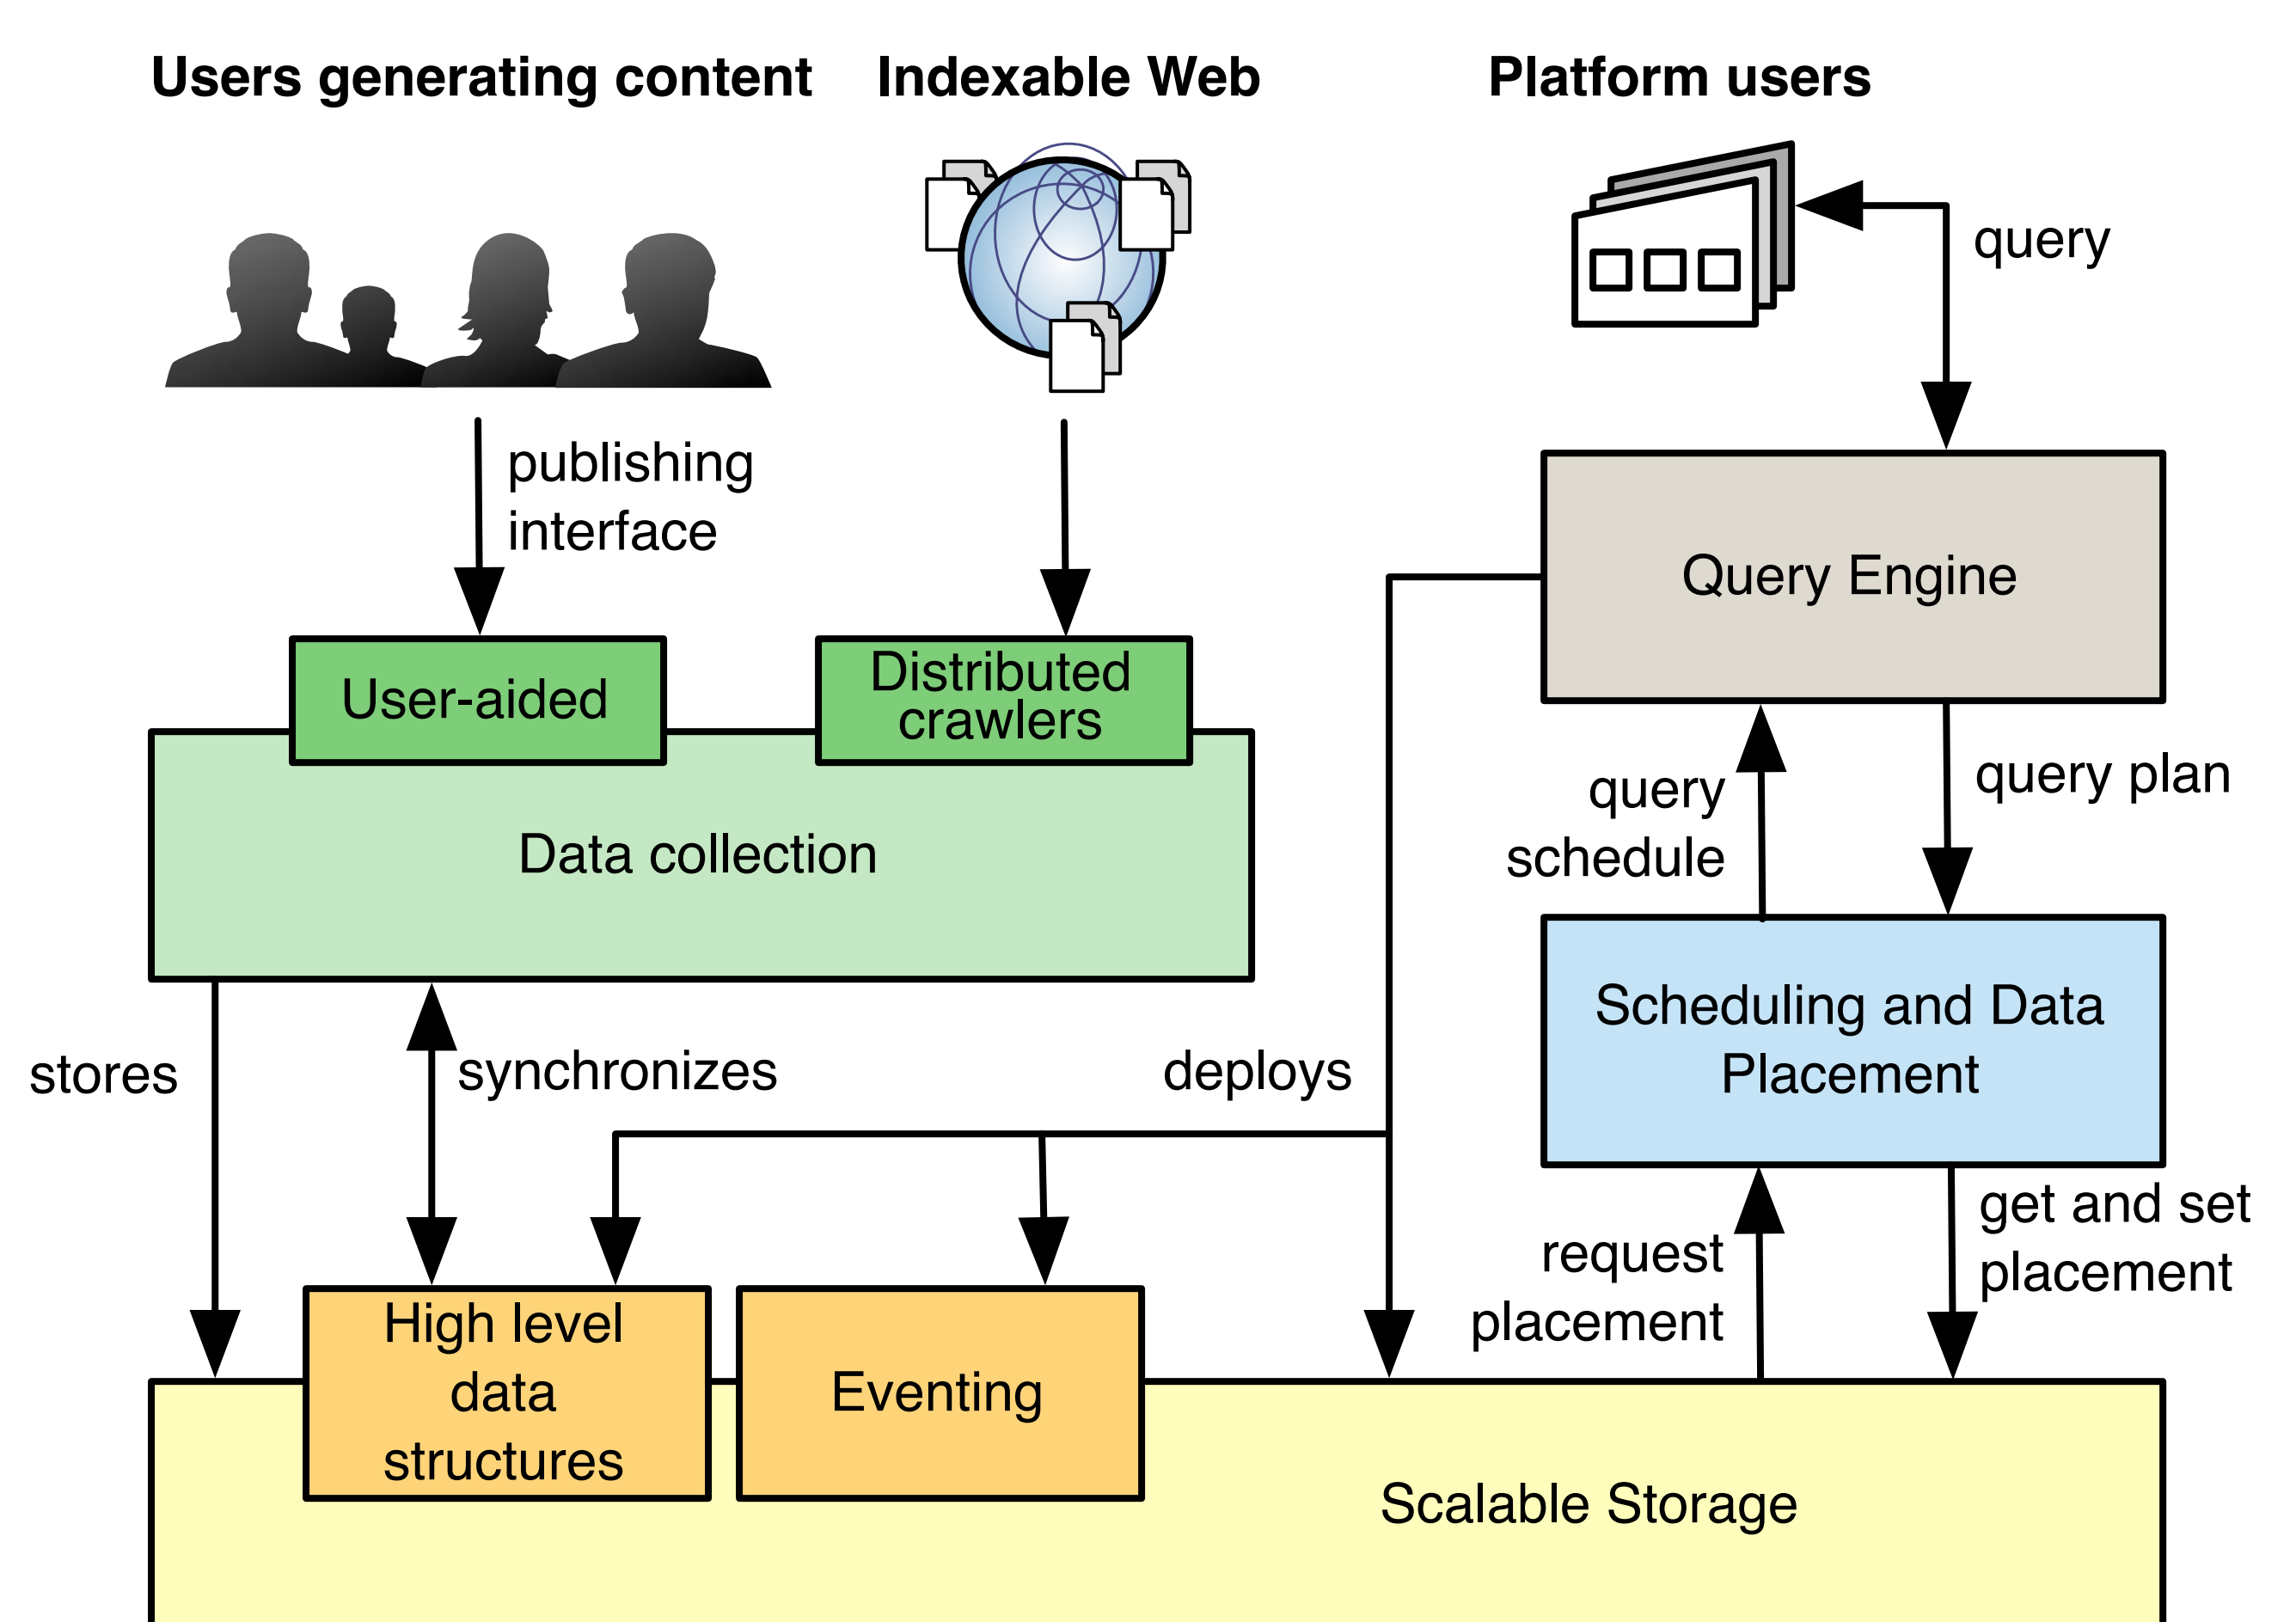 Users generating content
Indexable Web
Platform users
query
publishing
interface
Query Engine
User-aided
Distributed
crawlers
query plan
query
schedule
Data collection
Scheduling and Data
Placement
stores
synchronizes
deploys
get and set
placement
request
placement
High level
data
structures
Eventing
Scalable Storage